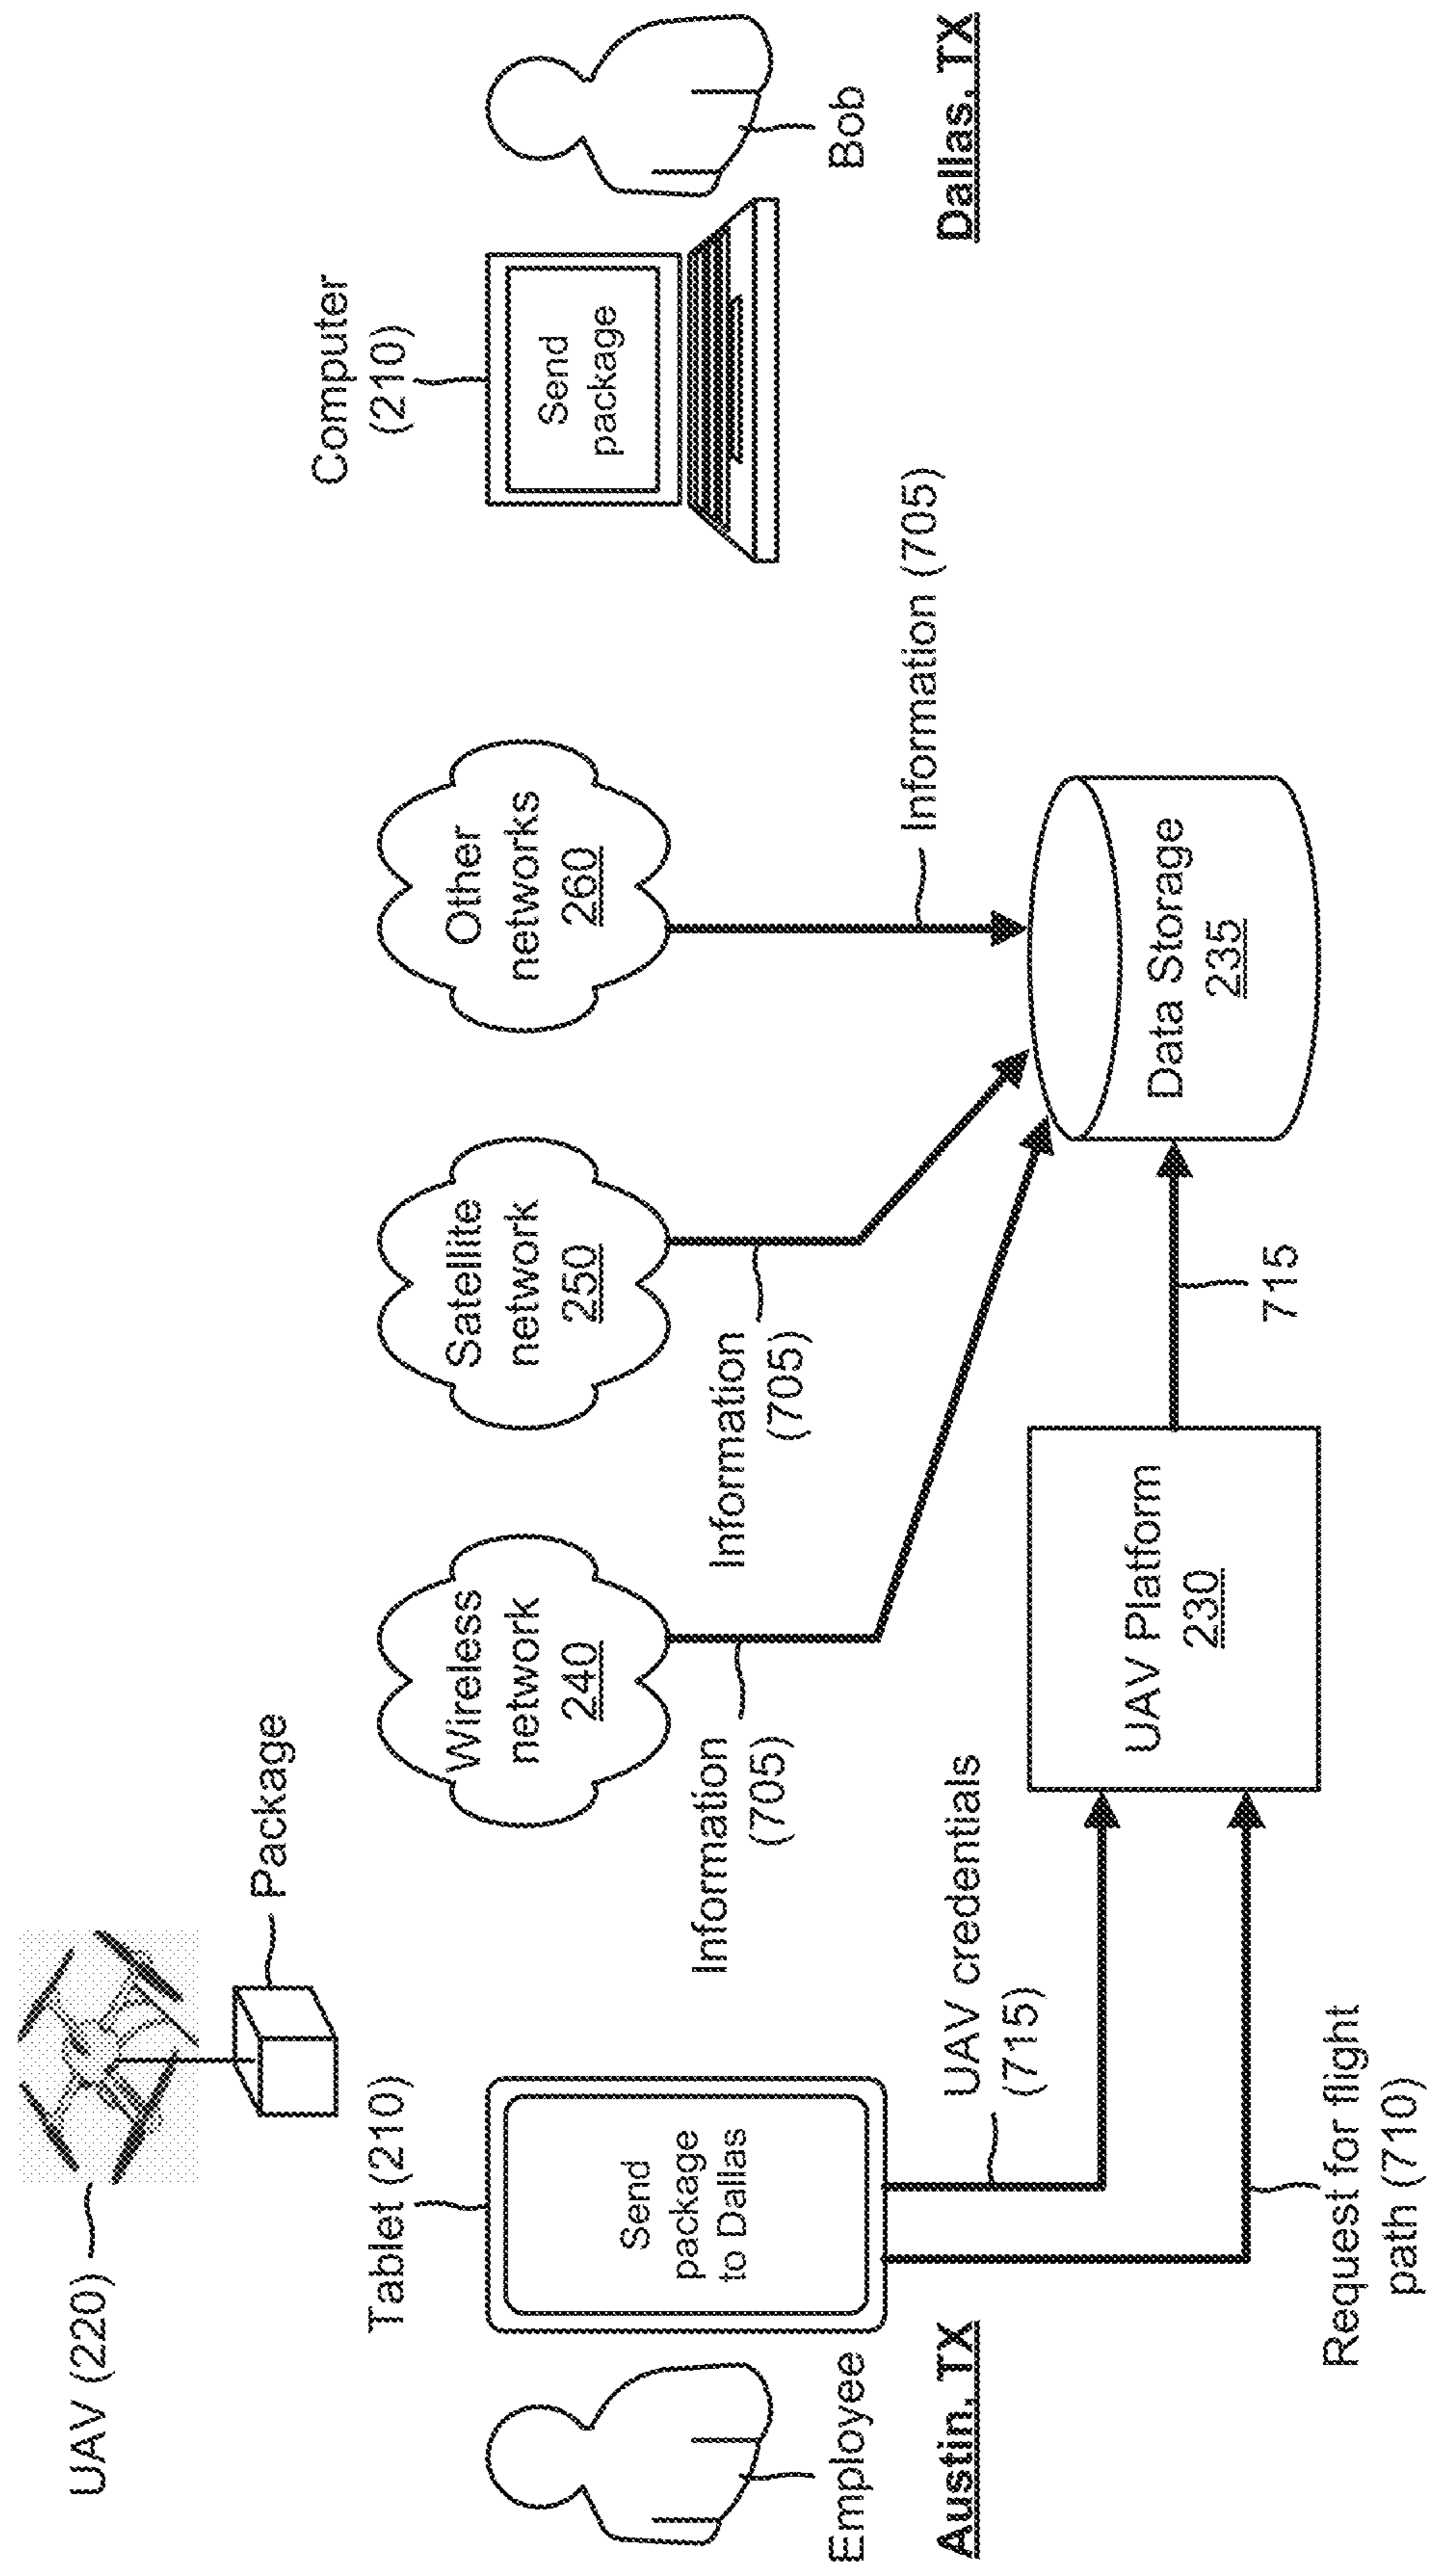 UAV (220)
Package
Tablet (210)
Send
package
to Dallas
Employee
Austin, TX
Wireless
network
240
Satellite
network
250
Other
networks
260
Computer
(210)
Send
package
Bob
Dallas, TX
Information
(705)
Information
(705)
Information (705)
UAV credentials
(715)
Request for flight
path (710)
UAV Platform
230
715
Data Storage
235